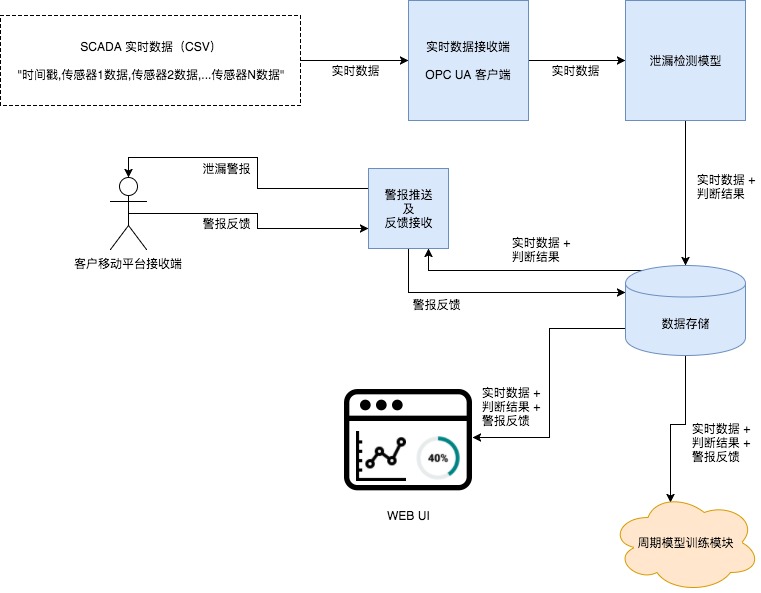 SCADA 实时数据（CSV）
"时间戳,传感器1数据,传感器2数据,...传感器N数据"
实时数据
实时数据接收端
OPC UA 客户端
实时数据
泄漏检测模型
实时数据 +
判断结果
泄漏警报
警报反馈
客户移动平台接收端
警报推送
及
反馈接收
实时数据 +
判断结果
警报反馈
数据存储
实时数据 +
判断结果 +
警报反馈
40%
WEB UI
实时数据 +
判断结果 +
警报反馈
周期模型训练模块